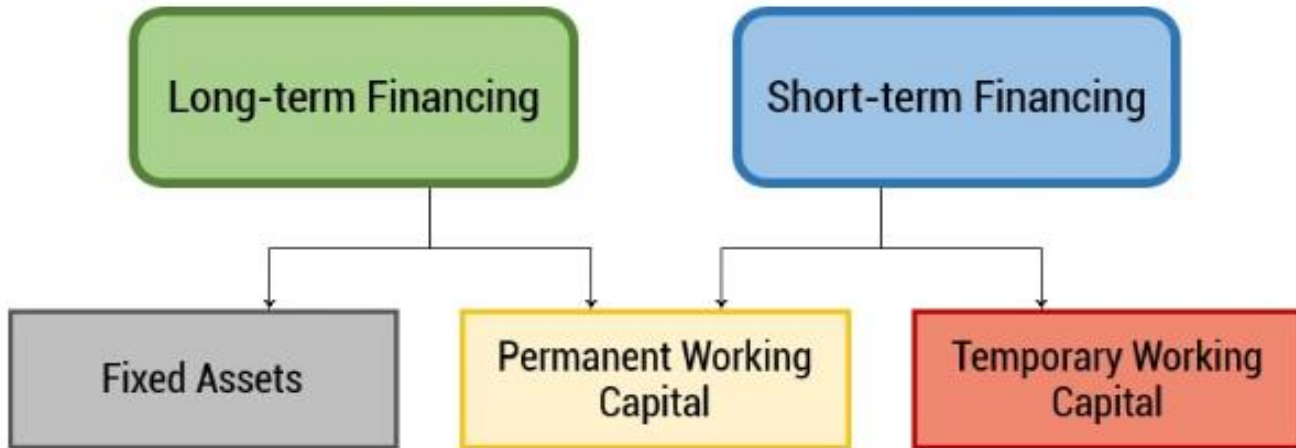 Long-term Financing
Short-term Financing
Fixed Assets
Permanent Working
Capital
Temporary Working
Capital